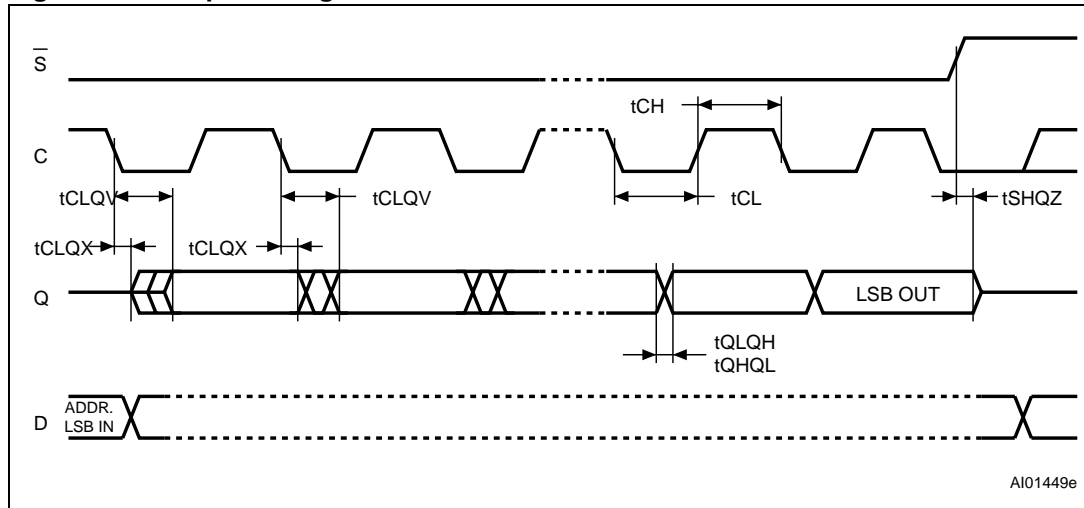 S
tCH
C
tCLQV
tCLQV
tCL
tSHQZ
tCLQX
tCLQX
Q
LSB OUT
tQLQH
tQHQL
D
ADDR.
LSB IN
AI01449e